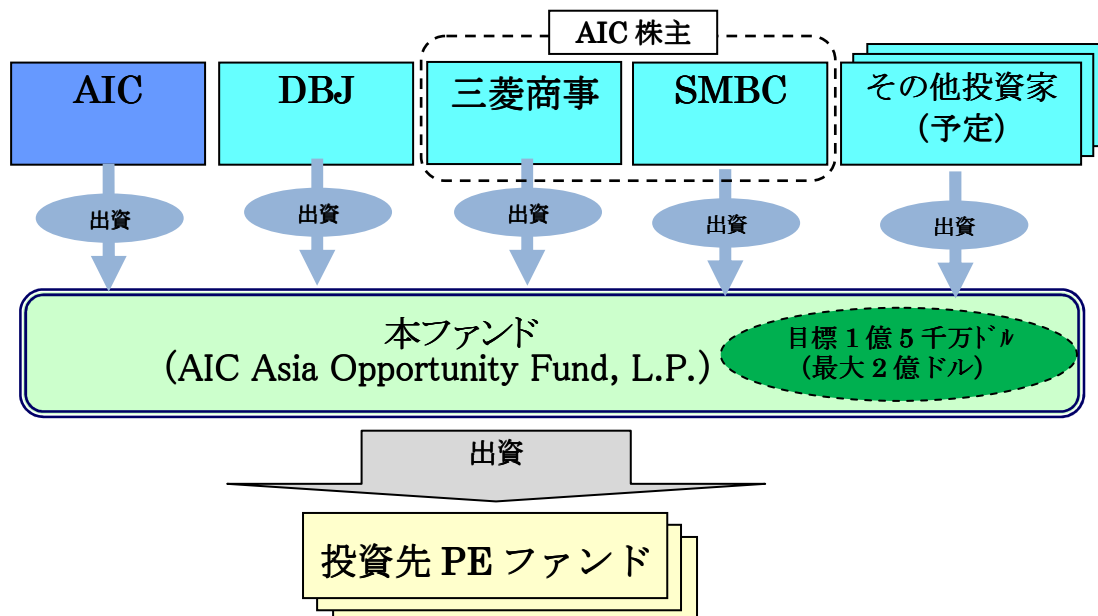 AIC 株主
AIC
DBJ
三菱商事
SMBC
その他投資家
（予定）
出資
出資
出資
出資
出資
本ファンド
（AIC Asia Opportunity Fund, L.P.）
目標１億５千万ﾄﾞﾙ
（最大２億ドル）
出資
投資先 PE ファンド